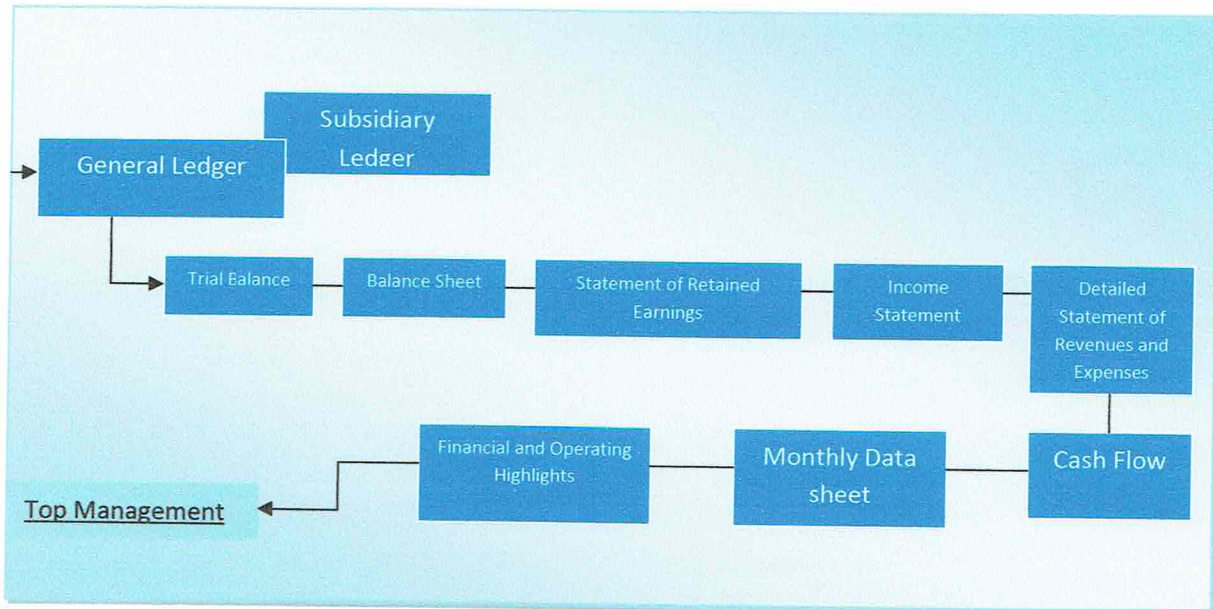 Subsidiary
Ledger
General Ledger
Trial Balance
Balance Sheet
Statement of Retained
Earnings
Income
Statement
Detailed
Statement of
Revenues and
Expenses
Financial and Operating
Highlights
Monthly Data
sheet
Cash Flow
Top Management